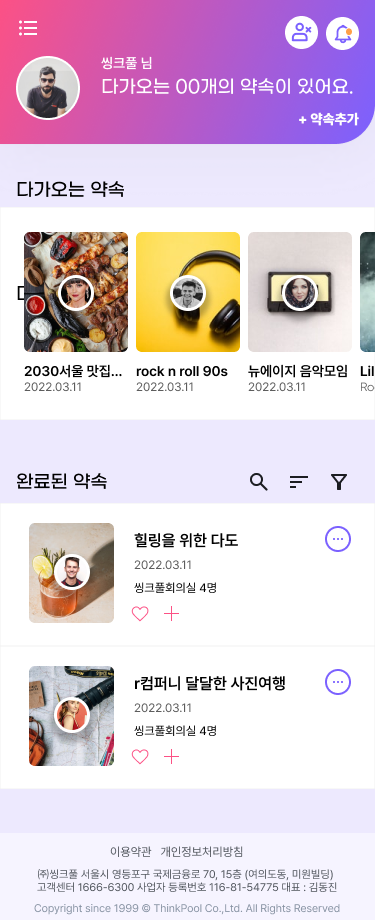 씽크풀 님
다가오는 00개의 약속이 있어요.
+ 약속추가
다가오는 약속
2030서울 맛집...
2022.03.11
rock n roll 90s
2022.03.11
뉴에이지 음악모임
2022.03.11
Lil
Ro
완료된 약속
힐링을 위한 다도
2022.03.11
씽크풀회의실 4명
r컴퍼니 달달한 사진여행
2022.03.11
씽크풀회의실 4명
이용약관 개인정보처리방침
㈜씽크풀 서울시 영등포구 국제금융로 70, 15층 (여의도동, 미원빌딩)
고객센터 1666-6300 사업자 등록번호 116-81-54775 대표 : 김동진
Copyright since 1999 © ThinkPool Co.,Ltd. All Rights Reserved